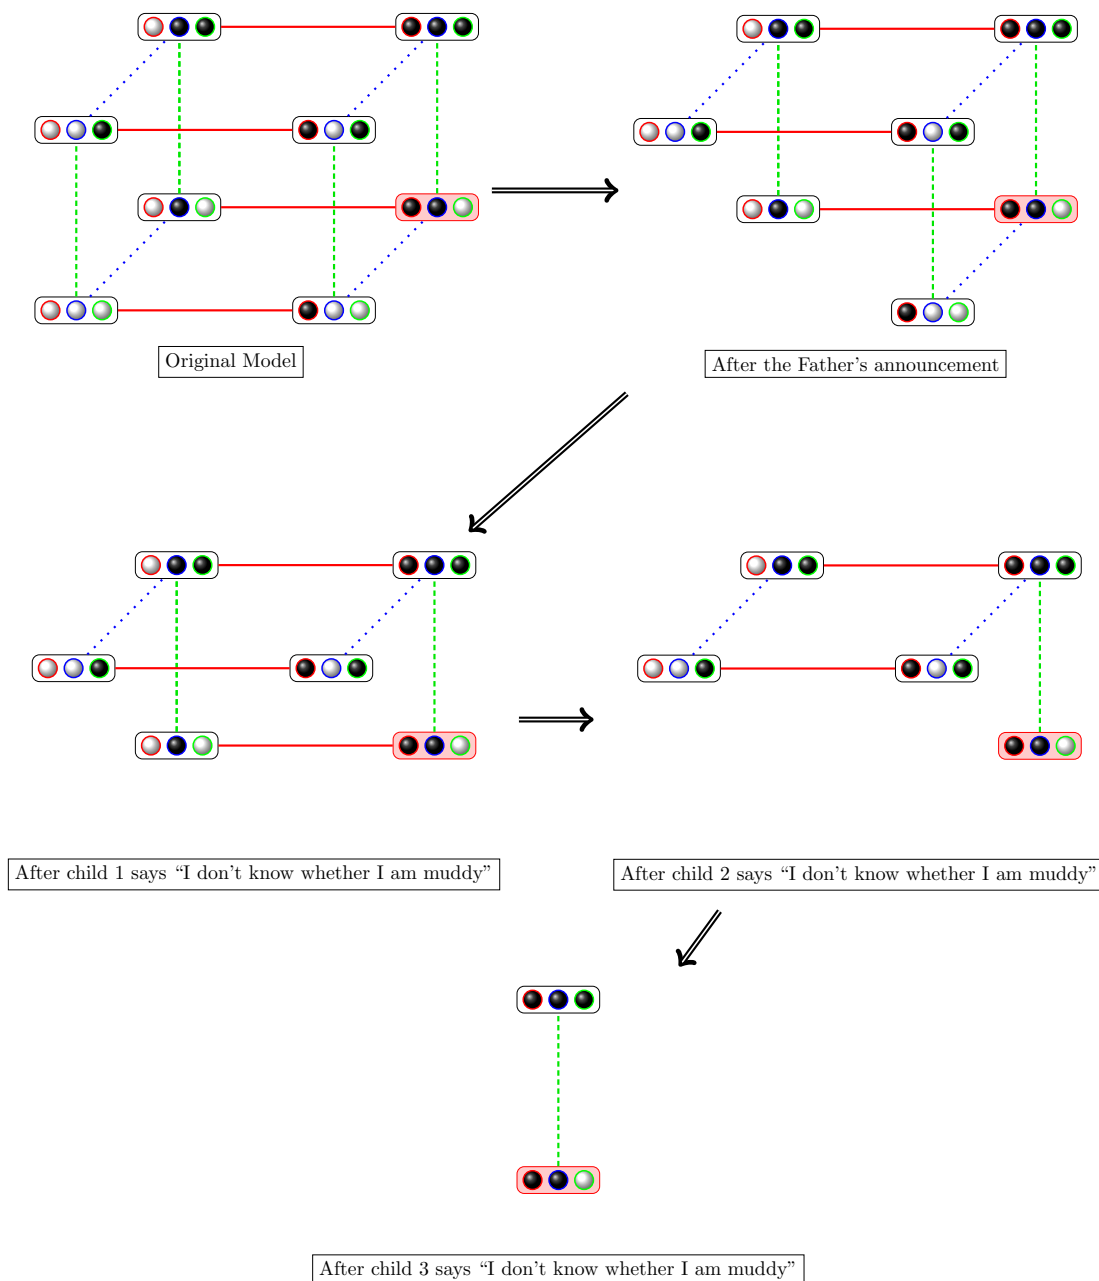 Original Model
After the Father's announcement
After child 1 says “I don't know whether I am muddy”
After child 2 says “I don't know whether I am muddy”
After child 3 says “I don't know whether I am muddy”